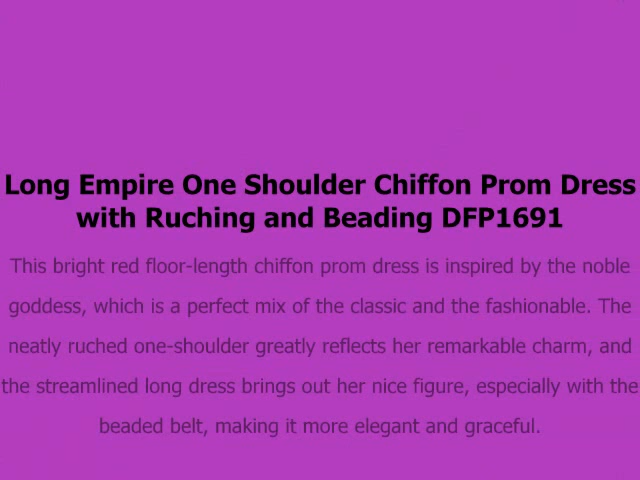 Long Empire One Shoulder Chiffon Prom Dress
with Ruching and Beading DFP1691
This bright red floor-length chiffon prom dress is inspired by the noble
goddess, which is a perfect mix of the classic and the fashionable. The
neatly ruched one-shoulder greatly reflects her remarkable charm, and
the streamlined long dress brings out her nice figure, especially with the
beaded belt, making it more elegant and graceful.